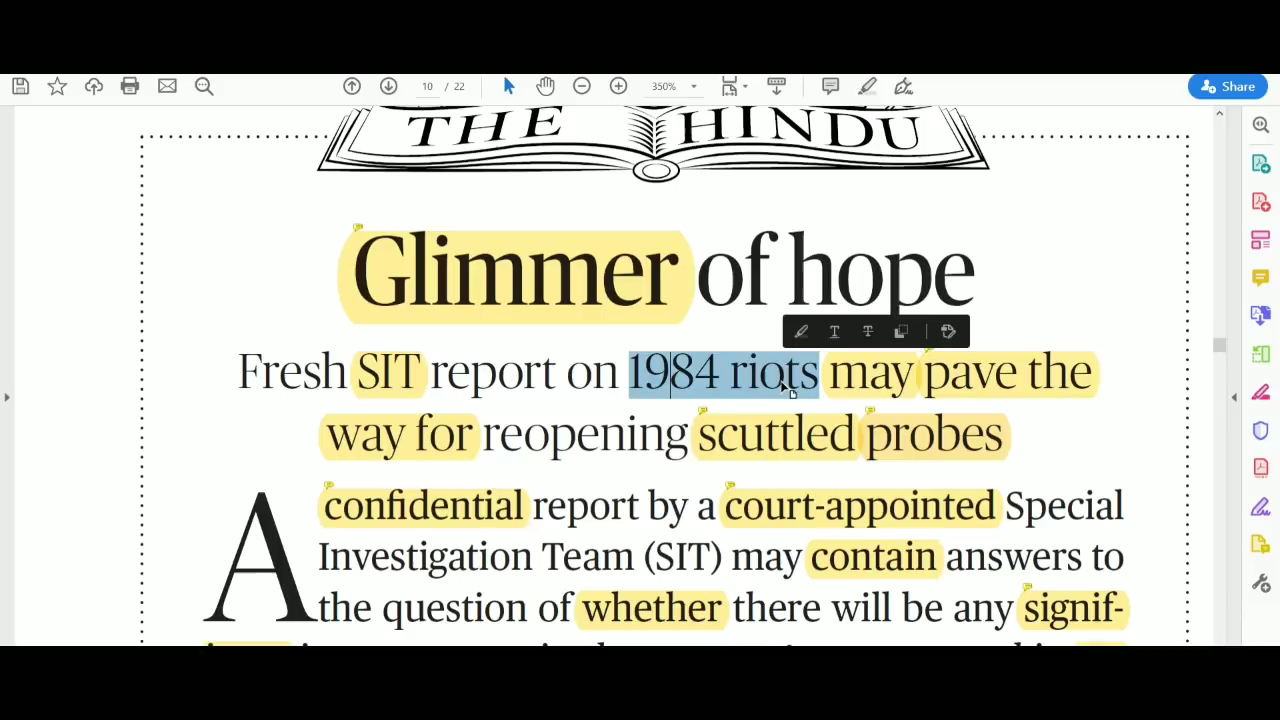 10 / 22
350%
Share
THE HINDU
Glimmer of hope
Fresh SIT report on 1984 riots may pave the
way for reopening scuttled probes
A confidential report by a court-appointed Special
Investigation Team (SIT) may contain answers to
the question of whether there will be any signif-